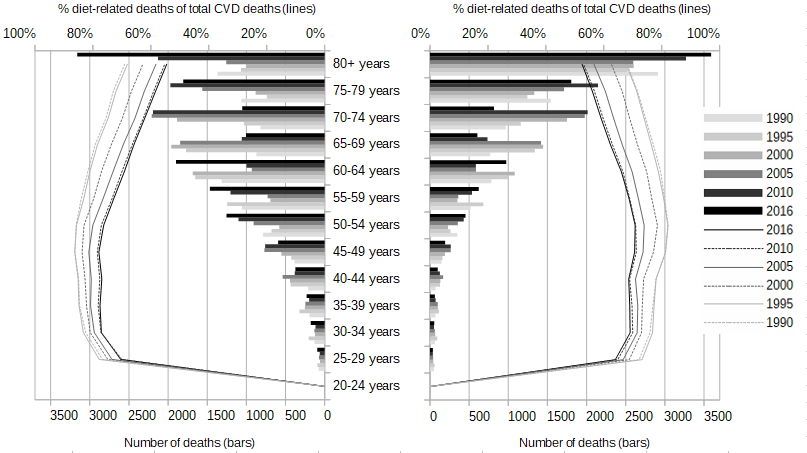 % diet-related deaths of total CVD deaths (lines)
% diet-related deaths of total CVD deaths (lines)
100% 80% 60% 40% 20% 0%
0% 20% 40% 60% 80% 100%
80+ years
75-79 years
70-74 years
65-69 years
60-64 years
55-59 years
50-54 years
45-49 years
40-44 years
35-39 years
30-34 years
25-29 years
20-24 years
1990
1995
2000
2005
2010
2016
2016
2010
2005
2000
1995
1990
3500 3000 2500 2000 1500 1000 500 0
0 500 1000 1500 2000 2500 3000 3500
Number of deaths (bars)
Number of deaths (bars)